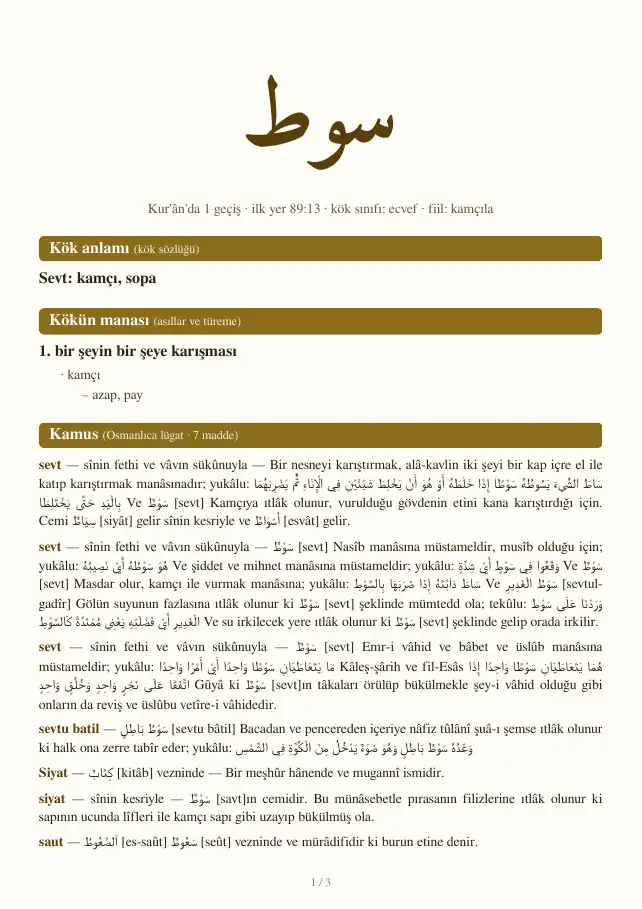 سوط
Kur'ân'da 1 geçiş · ilk yer 89:13 · kök sınıfı: ecvef · fiil: kamçıla
Kök anlamı (kök sözlüğü)
Sevt: kamçı, sopa
Kökün manası (asıllar ve türeme)
1. bir şeyin bir şeye karışması
· kamçı
– azap, pay
Kamus (Osmanlıca lügat · 7 madde)
sevt — sînin fethi ve vâvın sükûnuyla — Bir nesneyi karıştırmak, alâ-kavlin iki şeyi bir kap içre el ile
katıp karıştırmak manâsınadır; yukâlu: سَاطَ الشَّيْءَ يَسُوطُهُ سَوْطًا إِذَا خَلَطَهُ أَوْ هُوَ أَنْ يَخْلِطَ شَيْئَيْنِ فِي الْإِنَاءِ ثُمَّ يَضْرِبَهُمَا
بِالْيَدِ حَتَّى يَخْتَلِطَا Ve سَوْطٌ [sevt] Kamçıya ıtlâk olunur, vurulduğu gövdenin etini kana karıştırdığı için.
Cemi سِيَاطٌ [siyât] gelir sînin kesriyle ve أَسْوَاطٌ [esvât] gelir.
sevt — sînin fethi ve vâvın sükûnuyla — سَوْطٌ [sevt] Nasîb manâsına müstameldir, musîb olduğu için;
yukâlu: هُوَ سَوْطُهُ أَيْ نَصِيبُهُ Ve şiddet ve mihnet manâsına müstameldir; yukâlu: وَقَعُوا فِي سَوْطٍ أَيْ شِدَّةٍ Ve سَوْطٌ
[sevt] Masdar olur, kamçı ile vurmak manâsına; yukâlu: سَاطَ دَابَّتَهُ إِذَا ضَرَبَهَا بِالسَّوْطِ Ve سَوْطُ الْغَدِيرِ [sevtul-
gadîr] Gölün suyunun fazlasına ıtlâk olunur ki سَوْطٌ [sevt] şeklinde mümtedd ola; tekûlu: وَرَدْنَا عَلَى سَوْطِ
الْغَدِيرِ أَيْ فَضْلَتِهِ يَعْنِي مُمْتَدَّةً كَالسَّوْطِ Ve su irkilecek yere ıtlâk olunur ki سَوْطٌ [sevt] şeklinde gelip orada irkilir.
sevt — sînin fethi ve vâvın sükûnuyla — سَوْطٌ [sevt] Emr-i vâhid ve bâbet ve üslûb manâsına
müstameldir; yukâlu: مَا يَتَعَاطَيَانِ سَوْطًا وَاحِدًا أَيْ أَمْرًا وَاحِدًا Kâleş-şârih ve fil-Esâs هُمَا يَتَعَاطَيَانِ سَوْطًا وَاحِدًا إِذَا
اتَّفَقَا عَلَى نَجْرٍ وَاحِدٍ وَخُلُقٍ وَاحِدٍ Gûyâ ki سَوْطٌ [sevt]ın tâkaları örülüp bükülmekle şey-i vâhid olduğu gibi
onların da reviş ve üslûbu vetîre-i vâhidedir.
sevtu batil — سَوْطُ بَاطِلٍ [sevtu bâtil] Bacadan ve pencereden içeriye nâfiz tûlânî şuâ-ı şemse ıtlâk olunur
ki halk ona zerre tabîr eder; yukâlu: وَعَدُهُ سَوْطُ بَاطِلٍ وَهُوَ ضَوْءٌ يَدْخُلُ مِنَ الْكُوَّةِ فِي الشَّمْسِ
Siyat — كِتَابٌ [kitâb] vezninde — Bir meşhûr hânende ve mugannî ismidir.
siyat — sînin kesriyle — سَوْطٌ [savt]ın cemidir. Bu münâsebetle pırasanın filizlerine ıtlâk olunur ki
sapının ucunda lîfleri ile kamçı sapı gibi uzayıp bükülmüş ola.
saut — اَلصَّعُوطُ [es-saût] سَعُوطٌ [seût] vezninde ve mürâdifidir ki burun etine denir.
1 / 3